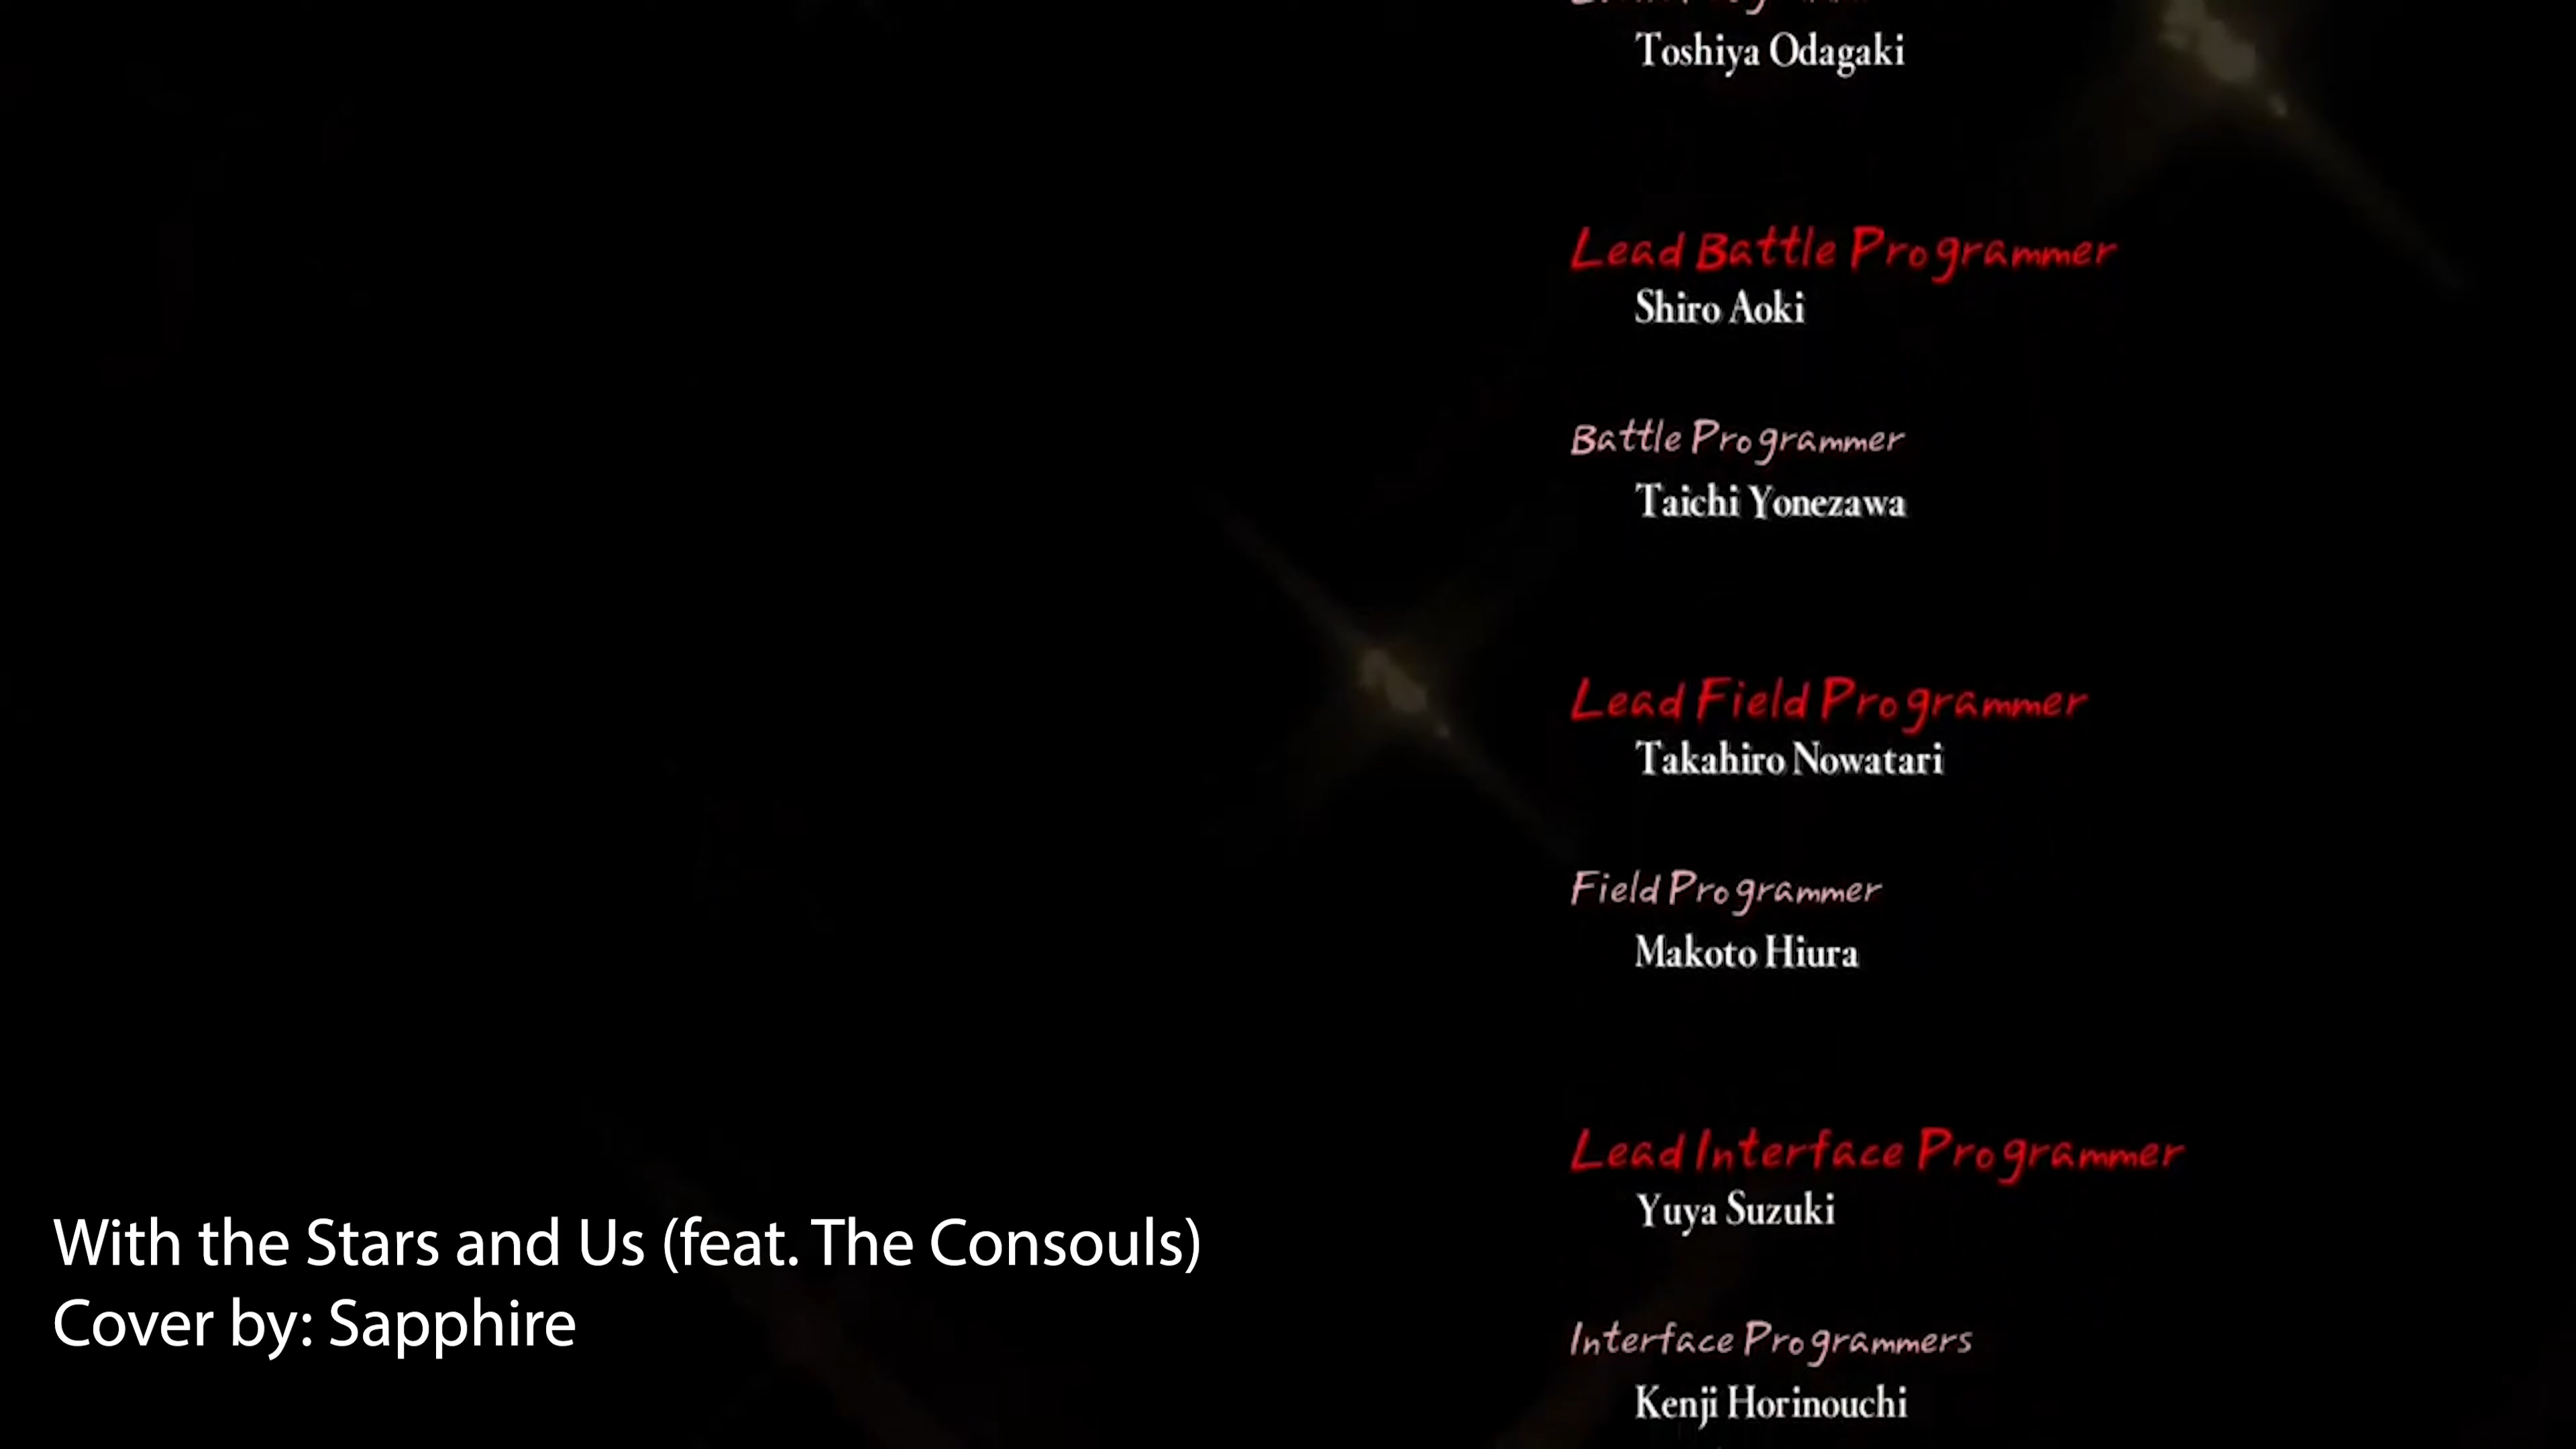 Toshiya Odagaki
Lead Battle Programmer
Shiro Aoki
Battle Programmer
Taichi Yonezawa
Lead Field Programmer
Takahiro Nowatari
Field Programmer
Makoto Hiura
Lead Interface Programmer
Yuya Suzuki
Interface Programmers
Kenji Horinouchi
With the Stars and Us (feat. The Consouls)
Cover by: Sapphire